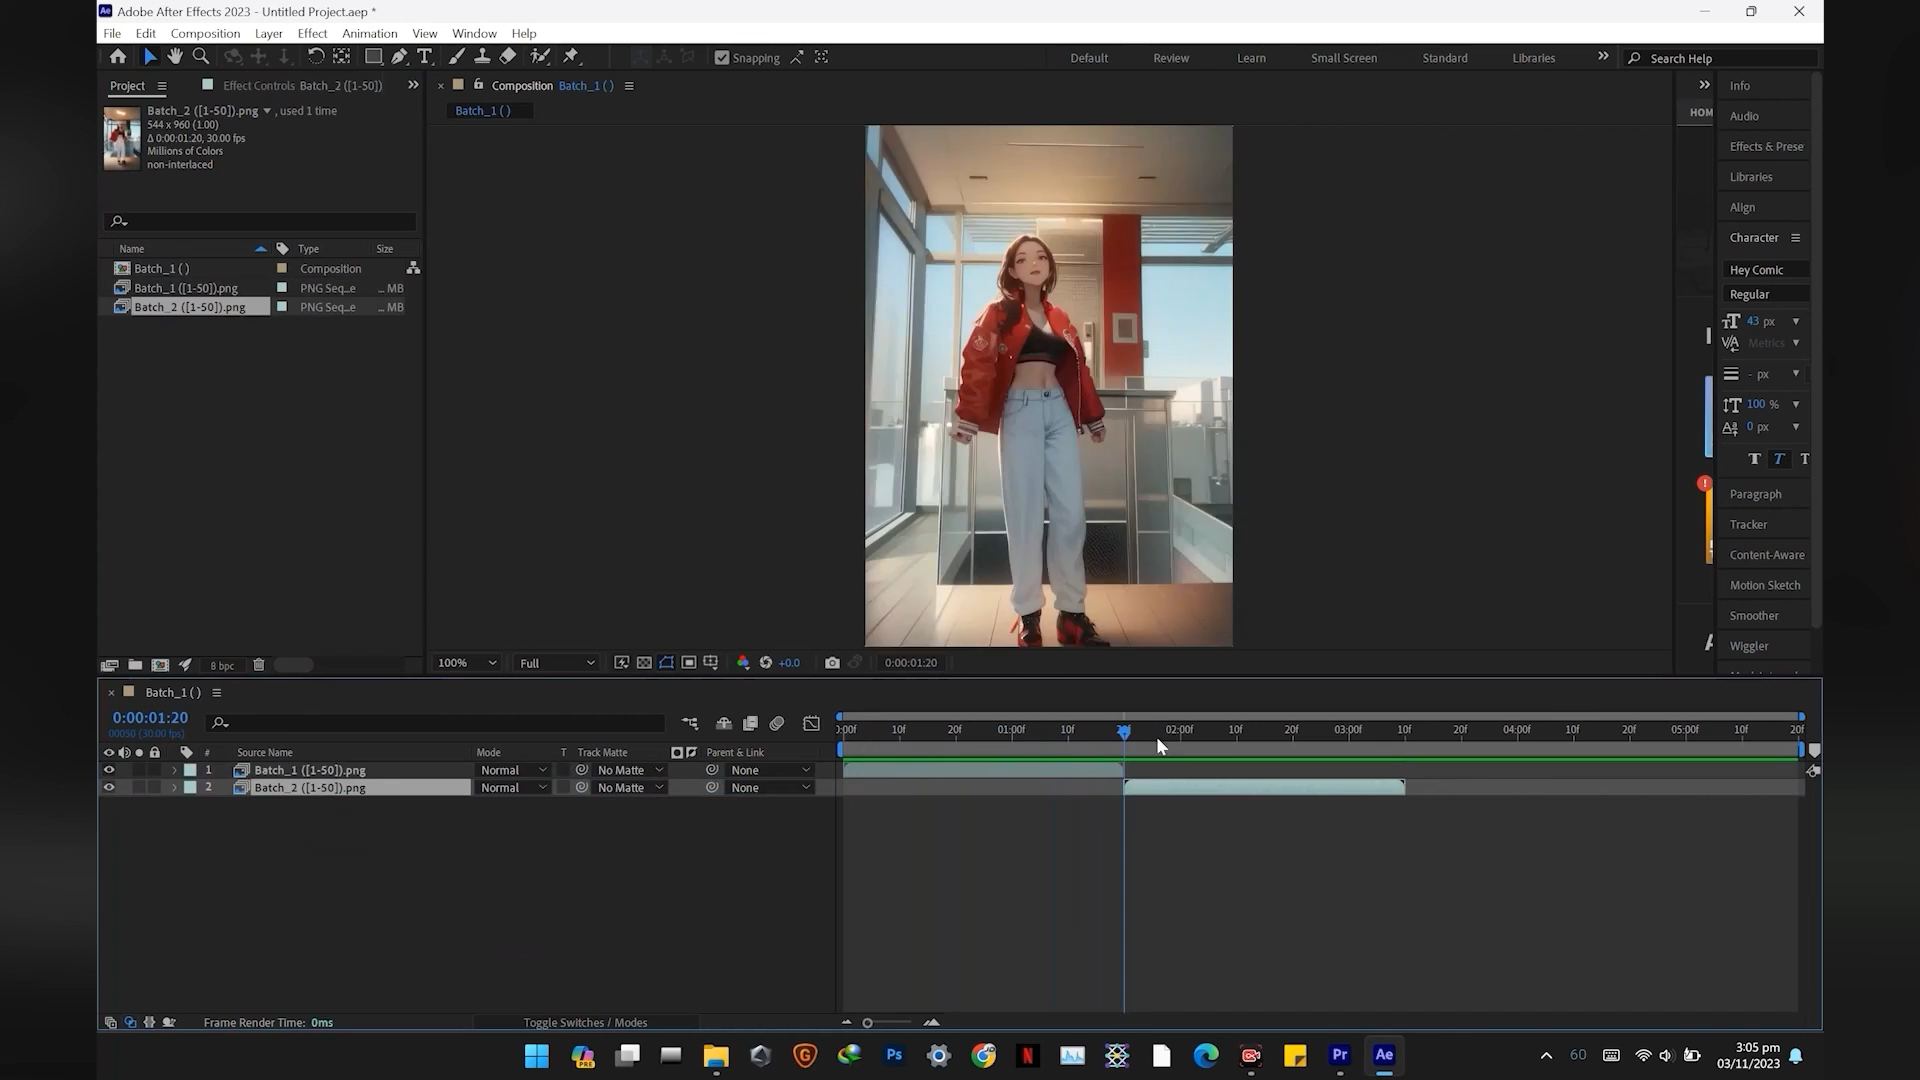 Adobe After Effects 2023 - Untitled Project.aep *
File Edit Composition Layer Effect Animation View Window Help
Snapping
Default Review Learn Small Screen Standard Libraries
Search Help
Project Effect Controls Batch_2 ([1-50])
Batch_2 ([1-50]).png , used 1 time
544 x 960 (1.00)
Δ 0:00:01:20, 30.00 fps
Millions of Colors
non-interlaced
Name Type Size
Batch_1 ( ) Composition
Batch_1 ([1-50]).png PNG Seq...e ... MB
Batch_2 ([1-50]).png PNG Seq...e ... MB
8 bpc
Composition Batch_1 ( )
Batch_1 ( )
100% Full +0.0 0:00:01:20
HOM
Info
Audio
Effects & Prese
Libraries
Align
Character
Hey Comic
Regular
43 px
Metrics
- px
100 %
0 px
T T T
Paragraph
Tracker
Content-Aware
Motion Sketch
Smoother
Wiggler
Batch_1 ( )
0:00:01:20
00050 (30.00 fps)
:00f 10f 20f 01:00f 10f 20f 02:00f 10f 20f 03:00f 10f 20f 04:00f 10f 20f 05:00f 10f 20f
# Source Name Mode T Track Matte Parent & Link
1 Batch_1 ([1-50]).png Normal No Matte None
2 Batch_2 ([1-50]).png Normal No Matte None
Frame Render Time: 0ms
Toggle Switches / Modes
PRE
Ps
N
Pr
Ae
60
3:05 pm
03/11/2023